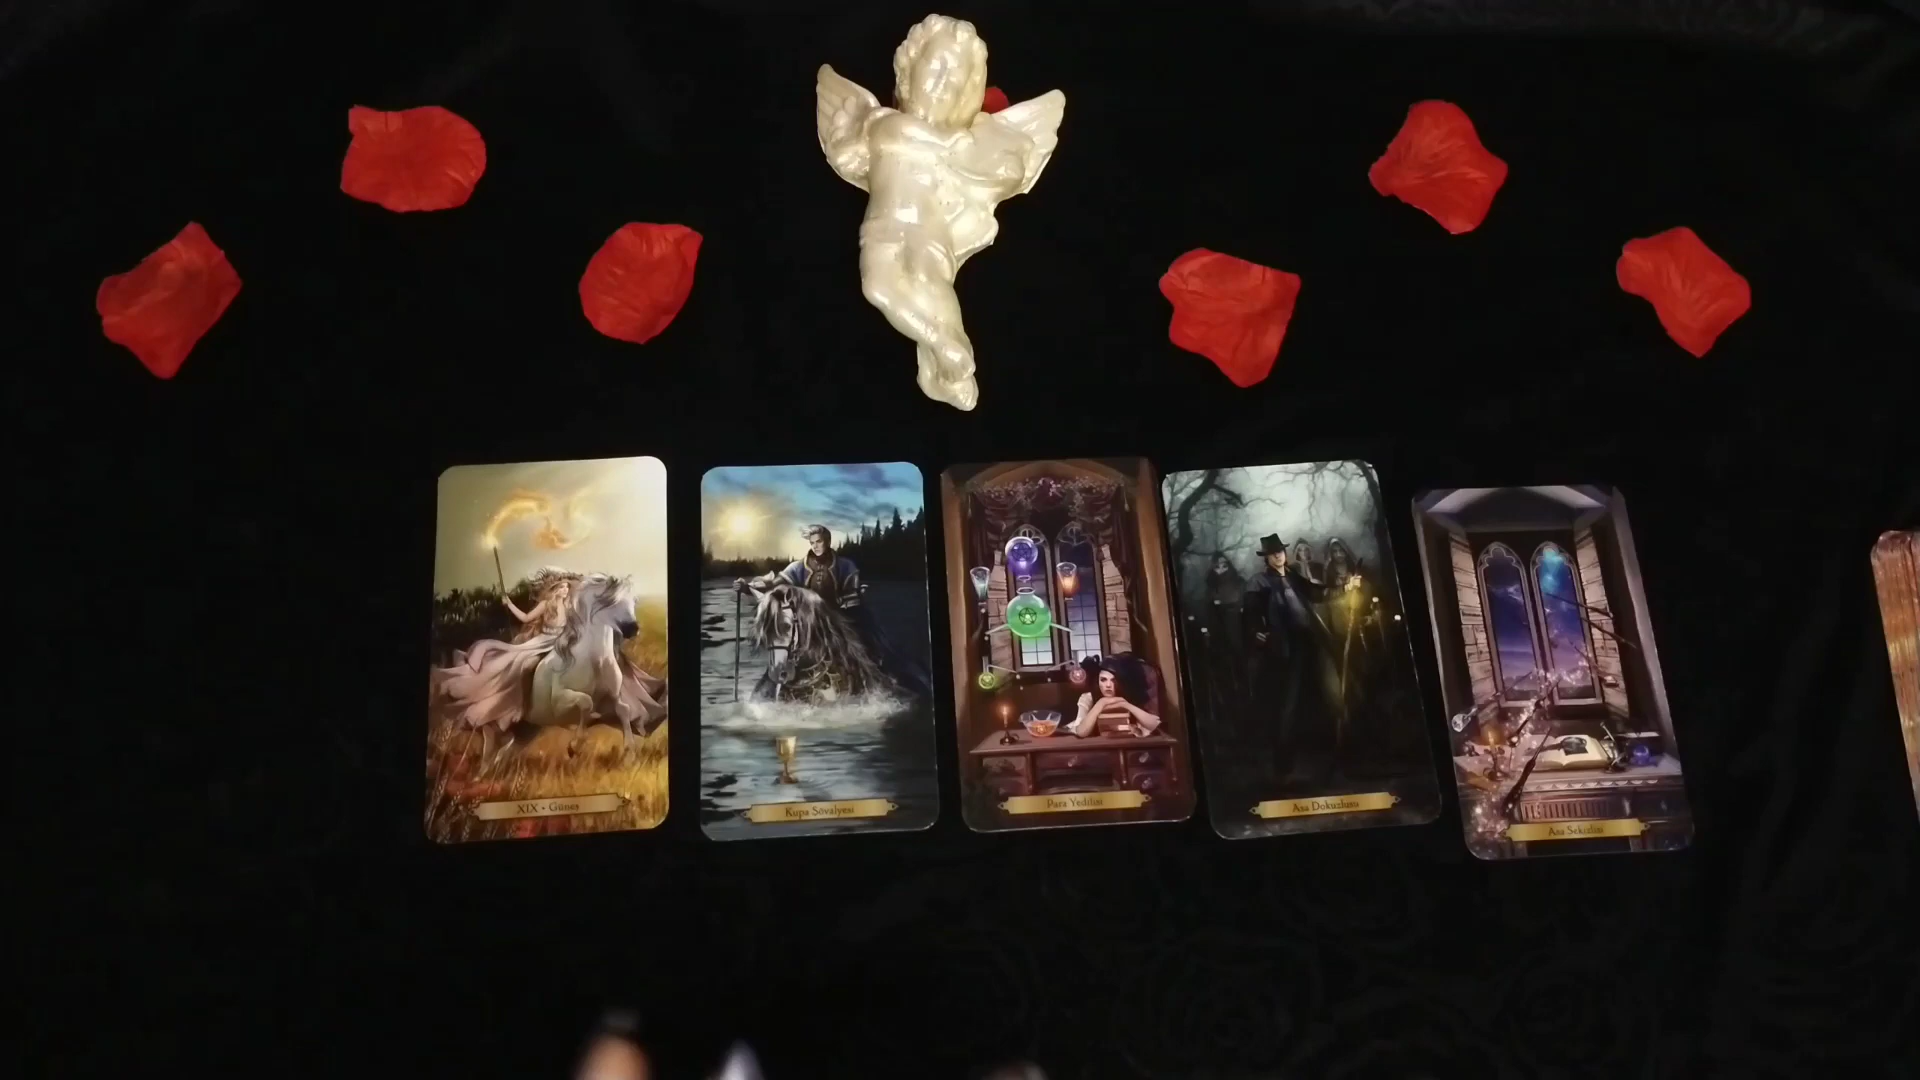 XIX • Güneş
Kupa Şövalyesi
Para Yedilisi
Asa Dokuzlusu
Asa Sekizlisi